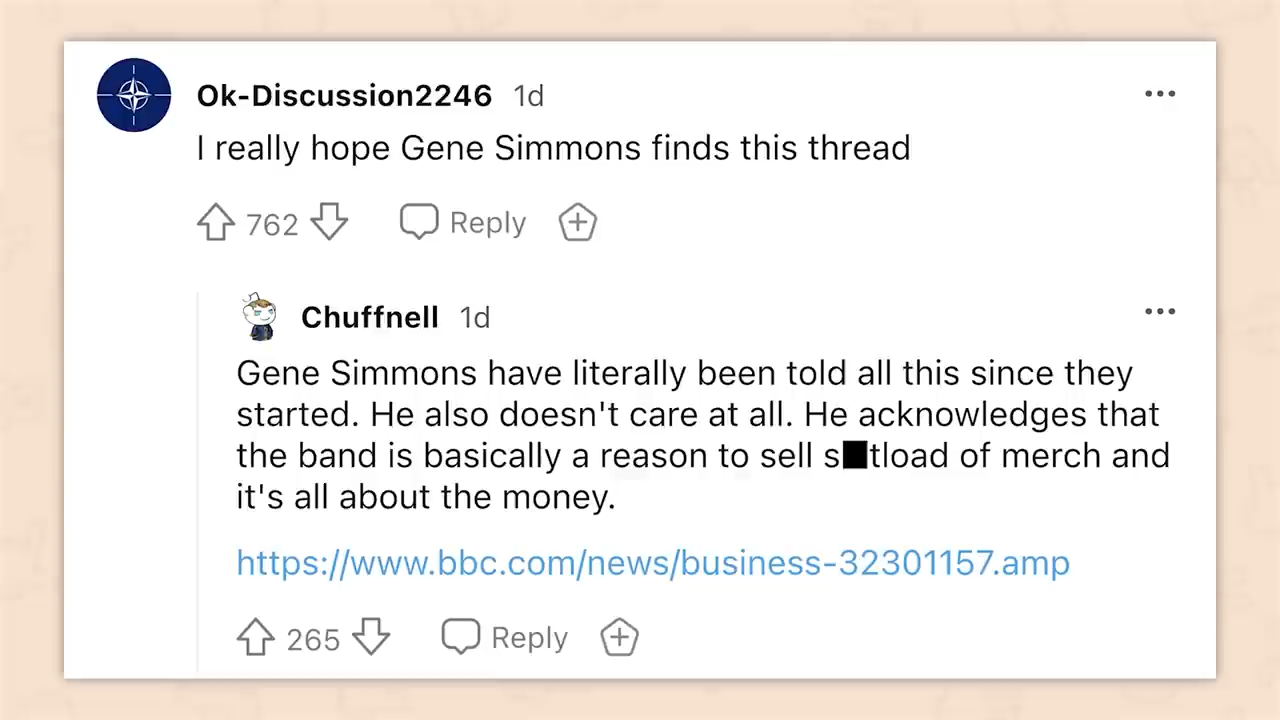 Ok-Discussion2246 1d
I really hope Gene Simmons finds this thread
762 Reply
Chuffnell 1d
Gene Simmons have literally been told all this since they
started. He also doesn't care at all. He acknowledges that
the band is basically a reason to sell s■tload of merch and
it's all about the money.
https://www.bbc.com/news/business-32301157.amp
265 Reply